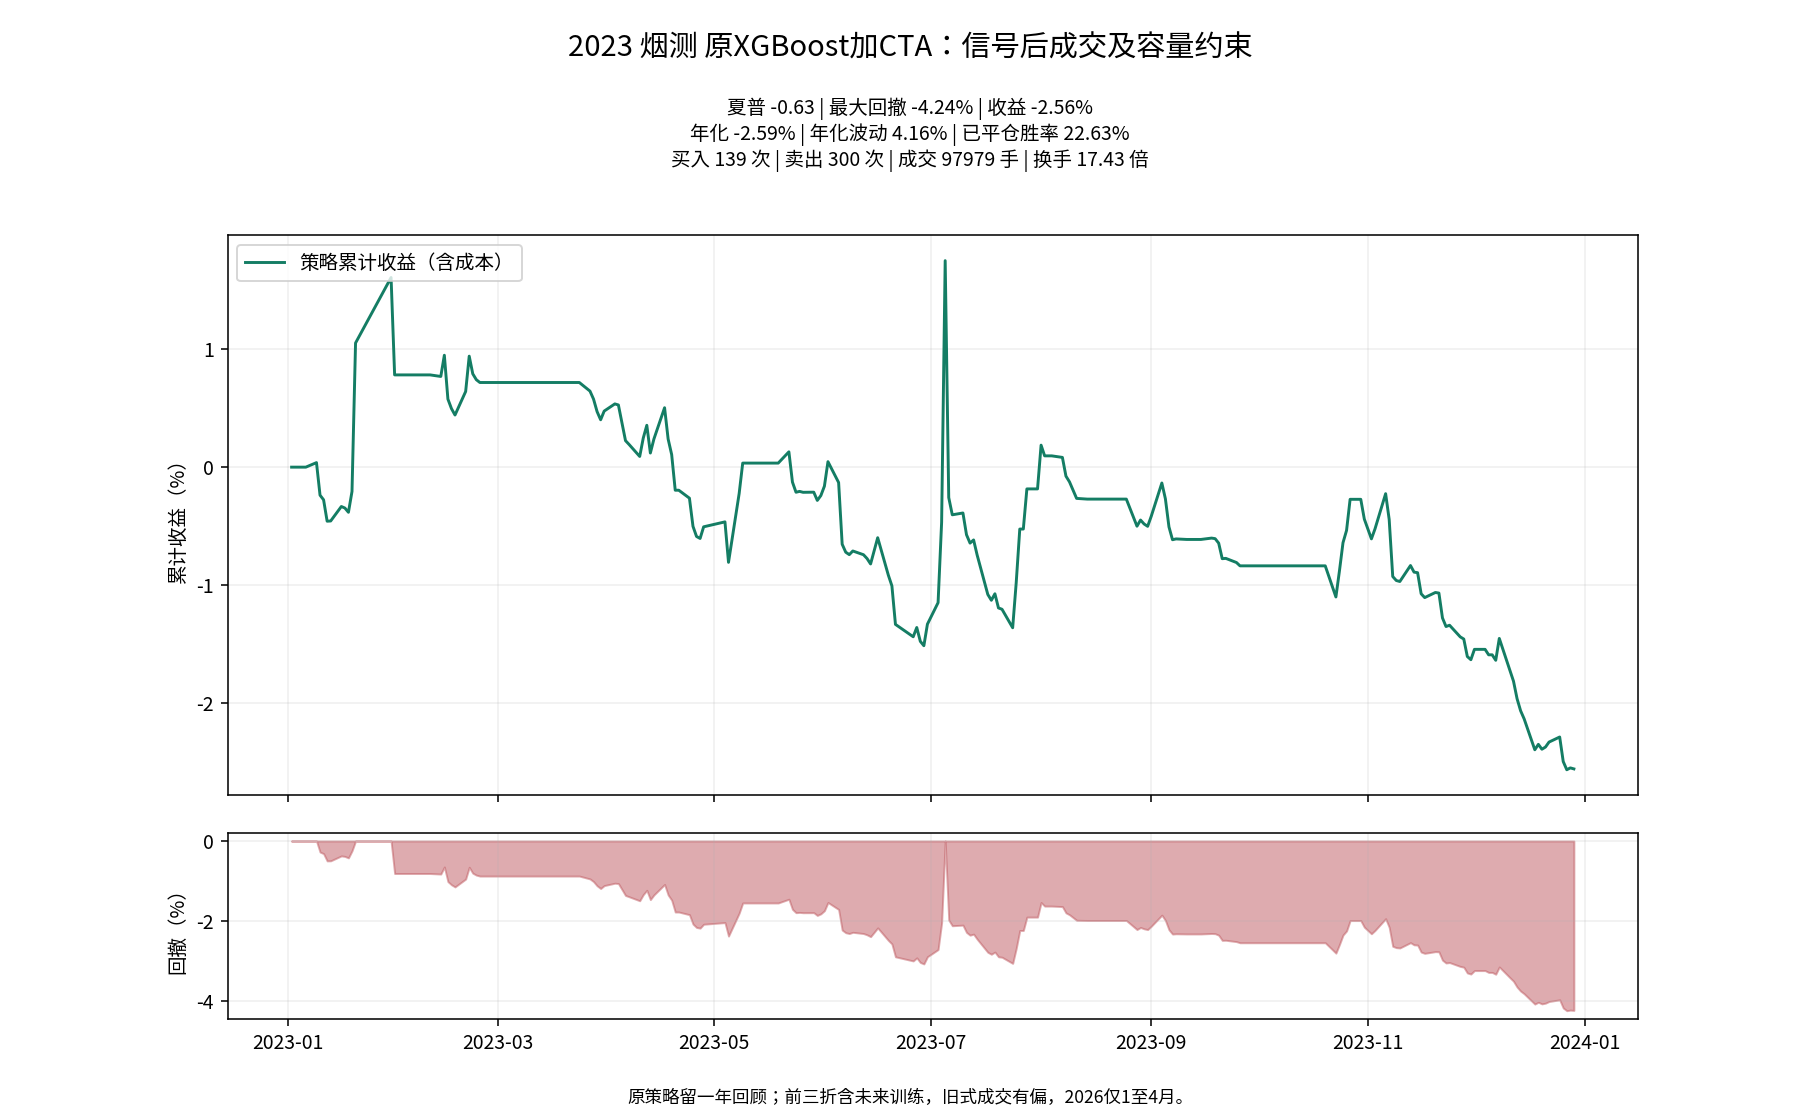 2023 烟测 原XGBoost加CTA：信号后成交及容量约束
夏普 -0.63 | 最大回撤 -4.24% | 收益 -2.56%
年化 -2.59% | 年化波动 4.16% | 已平仓胜率 22.63%
买入 139 次 | 卖出 300 次 | 成交 97979 手 | 换手 17.43 倍
策略累计收益（含成本）
累计收益（%）
1
0
-1
-2
回撤（%）
0
-2
-4
2023-01
2023-03
2023-05
2023-07
2023-09
2023-11
2024-01
原策略留一年回顾；前三折含未来训练，旧式成交有偏，2026仅1至4月。